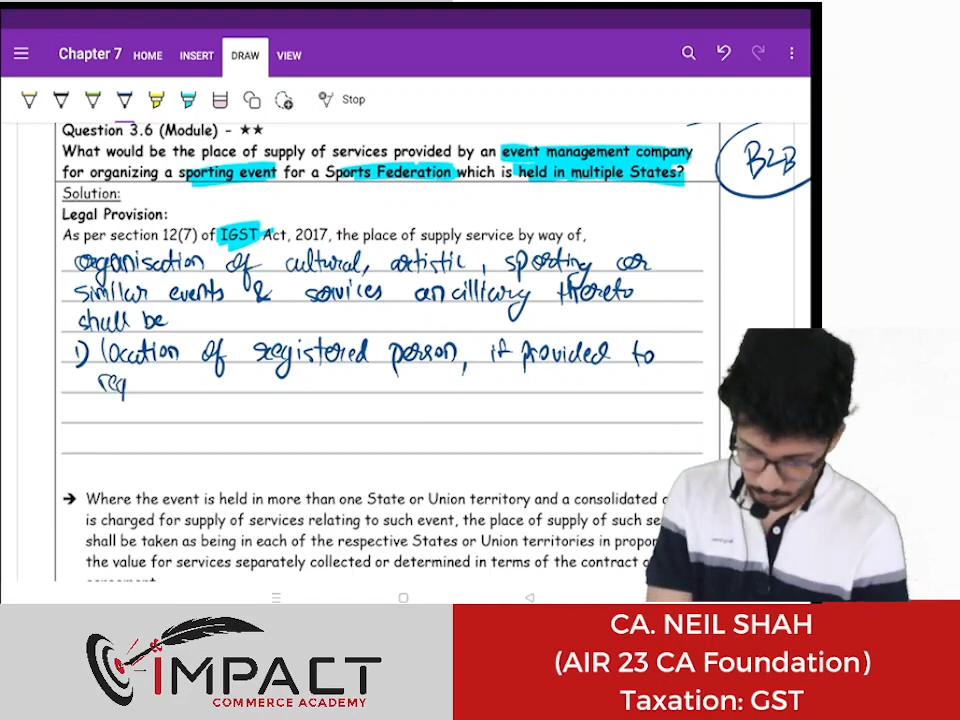 Chapter 7 HOME INSERT DRAW VIEW
Stop
Question 3.6 (Module) - ★★
What would be the place of supply of services provided by an event management company
for organizing a sporting event for a Sports Federation which is held in multiple States?
B2B
Solution:
Legal Provision:
As per section 12(7) of IGST Act, 2017, the place of supply service by way of,
organisation of cultural, artistic, sporting or
similar events & services ancilliary thereto
shall be
1) location of registered person, if provided to
reg
→ Where the event is held in more than one State or Union territory and a consolidated
is charged for supply of services relating to such event, the place of supply of such se
shall be taken as being in each of the respective States or Union territories in propor
the value for services separately collected or determined in terms of the contract
IMPACT
COMMERCE ACADEMY
CA. NEIL SHAH
(AIR 23 CA Foundation)
Taxation: GST